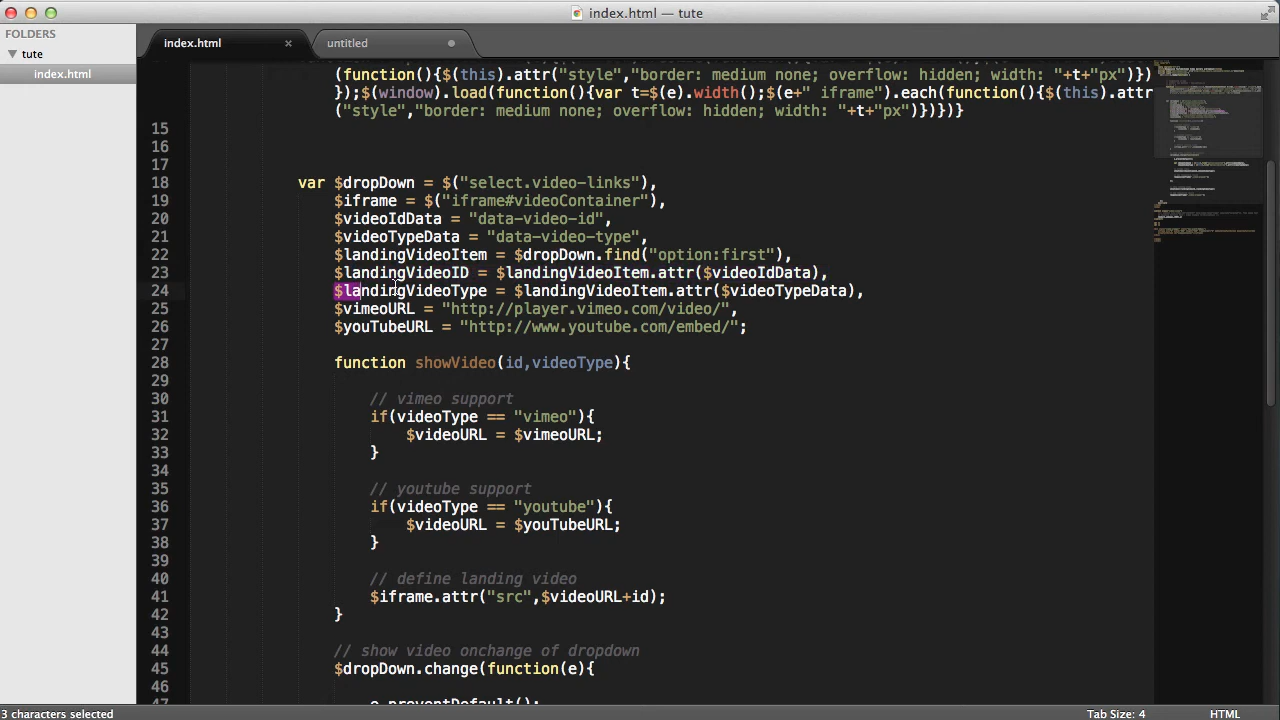 index.html — tute
FOLDERS
tute
index.html
index.html × untitled
(function(){$(this).attr("style","border: medium none; overflow: hidden; width: "+t+"px")})
});$(window).load(function(){var t=$(e).width();$(e+" iframe").each(function(){$(this).attr
("style","border: medium none; overflow: hidden; width: "+t+"px")})})}
15
16
17
18 var $dropDown = $("select.video-links"),
19 $iframe = $("iframe#videoContainer"),
20 $videoIdData = "data-video-id",
21 $videoTypeData = "data-video-type",
22 $landingVideoItem = $dropDown.find("option:first"),
23 $landingVideoID = $landingVideoItem.attr($videoIdData),
24 $landingVideoType = $landingVideoItem.attr($videoTypeData),
25 $vimeoURL = "http://player.vimeo.com/video/",
26 $youTubeURL = "http://www.youtube.com/embed/";
27
28 function showVideo(id,videoType){
29
30 // vimeo support
31 if(videoType == "vimeo"){
32 $videoURL = $vimeoURL;
33 }
34
35 // youtube support
36 if(videoType == "youtube"){
37 $videoURL = $youTubeURL;
38 }
39
40 // define landing video
41 $iframe.attr("src",$videoURL+id);
42 }
43
44 // show video onchange of dropdown
45 $dropDown.change(function(e){
46
47 e.preventDefault();
3 characters selected
Tab Size: 4
HTML